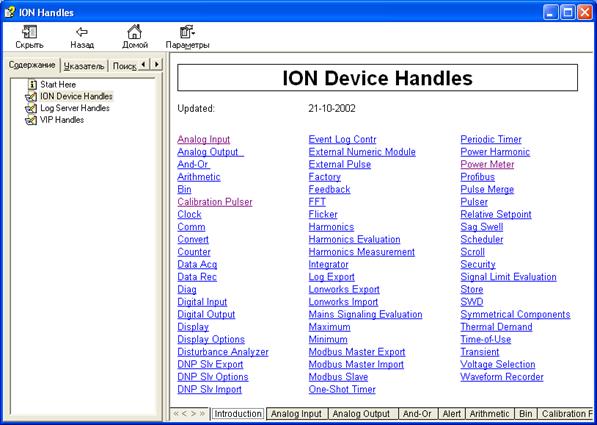 ION Handles
Скрыть Назад Домой Параметры
Содержание Указатель Поиск
Start Here
ION Device Handles
Log Server Handles
VIP Handles
ION Device Handles
Updated: 21-10-2002
Analog Input Event Log Contr Periodic Timer
Analog Output External Numeric Module Power Harmonic
And-Or External Pulse Power Meter
Arithmetic Factory Profibus
Bin Feedback Pulse Merge
Calibration Pulser FFT Pulser
Clock Flicker Relative Setpoint
Comm Harmonics Sag Swell
Convert Harmonics Evaluation Scheduler
Counter Harmonics Measurement Scroll
Data Acq Integrator Security
Data Rec Log Export Signal Limit Evaluation
Diag Lonworks Export Store
Digital Input Lonworks Import SWD
Digital Output Mains Signaling Evaluation Symmetrical Components
Display Maximum Thermal Demand
Display Options Minimum Time-of-Use
Disturbance Analyzer Modbus Master Export Transient
DNP Slv Export Modbus Master Import Voltage Selection
DNP Slv Options Modbus Slave Waveform Recorder
DNP Slv Import One-Shot Timer
« < > » Introduction Analog Input Analog Output And-Or Alert Arithmetic Bin Calibration P